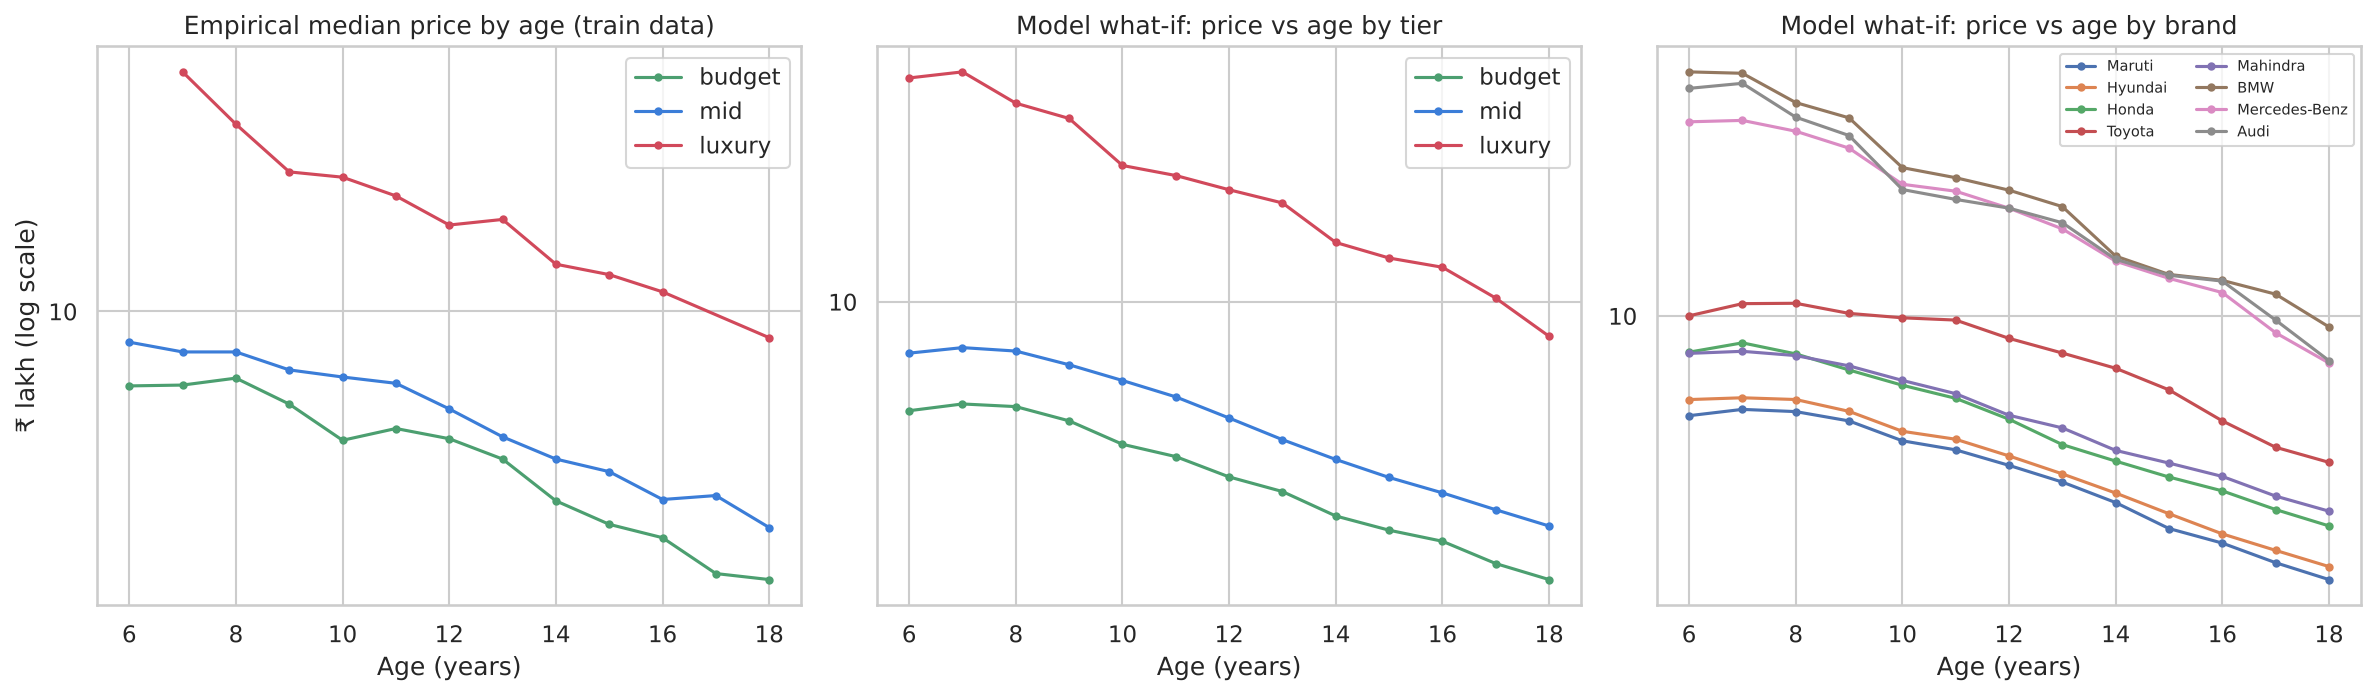 Empirical median price by age (train data)
₹ lakh (log scale)
10
budget
mid
luxury
6 8 10 12 14 16 18
Age (years)
Model what-if: price vs age by tier
10
budget
mid
luxury
6 8 10 12 14 16 18
Age (years)
Model what-if: price vs age by brand
10
Maruti
Hyundai
Honda
Toyota
Mahindra
BMW
Mercedes-Benz
Audi
6 8 10 12 14 16 18
Age (years)